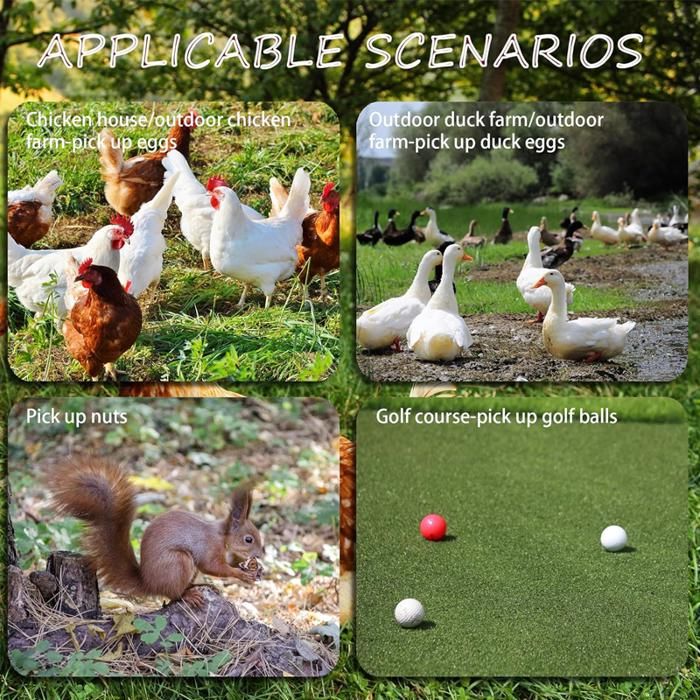 APPLICABLE SCENARIOS
Chicken house/outdoor chicken
farm-pick up eggs
Outdoor duck farm/outdoor
farm-pick up duck eggs
Pick up nuts
Golf course-pick up golf balls